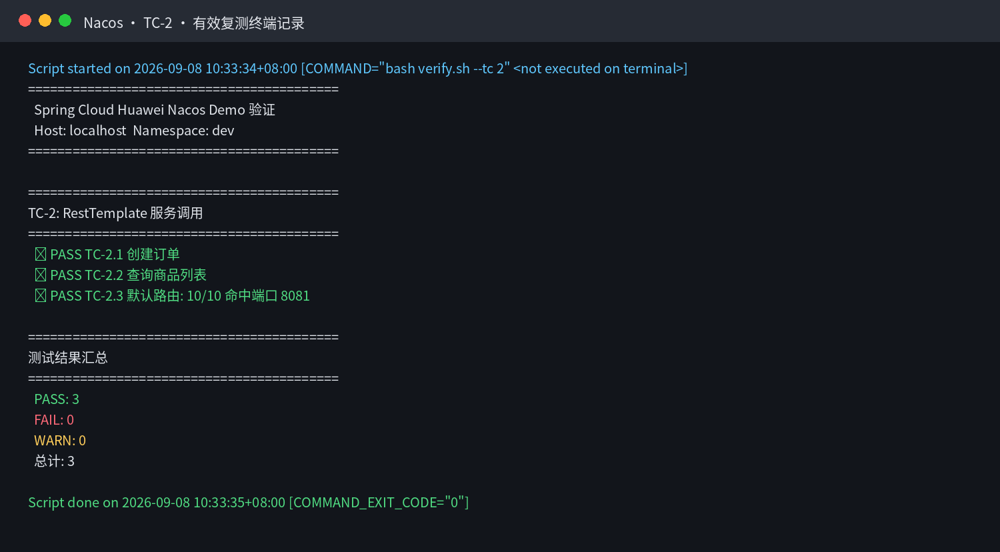 Nacos · TC-2 · 有效复测终端记录
Script started on 2026-09-08 10:33:34+08:00 [COMMAND="bash verify.sh --tc 2" <not executed on terminal>]
==========================================
Spring Cloud Huawei Nacos Demo 验证
Host: localhost  Namespace: dev
==========================================
==========================================
TC-2: RestTemplate 服务调用
==========================================
PASS TC-2.1 创建订单
PASS TC-2.2 查询商品列表
PASS TC-2.3 默认路由: 10/10 命中端口 8081
==========================================
测试结果汇总
==========================================
PASS: 3
FAIL: 0
WARN: 0
总计: 3
Script done on 2026-09-08 10:33:35+08:00 [COMMAND_EXIT_CODE="0"]